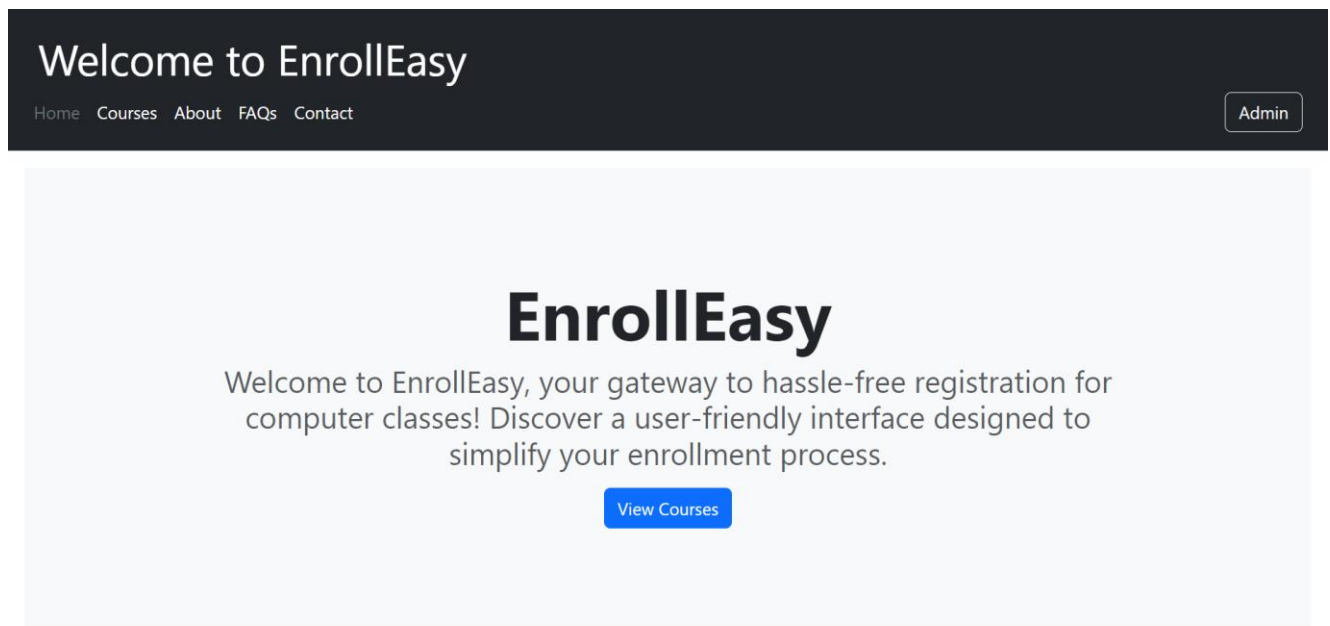 Welcome to EnrollEasy
Home Courses About FAQs Contact
Admin
EnrollEasy
Welcome to EnrollEasy, your gateway to hassle-free registration for
computer classes! Discover a user-friendly interface designed to
simplify your enrollment process.
View Courses